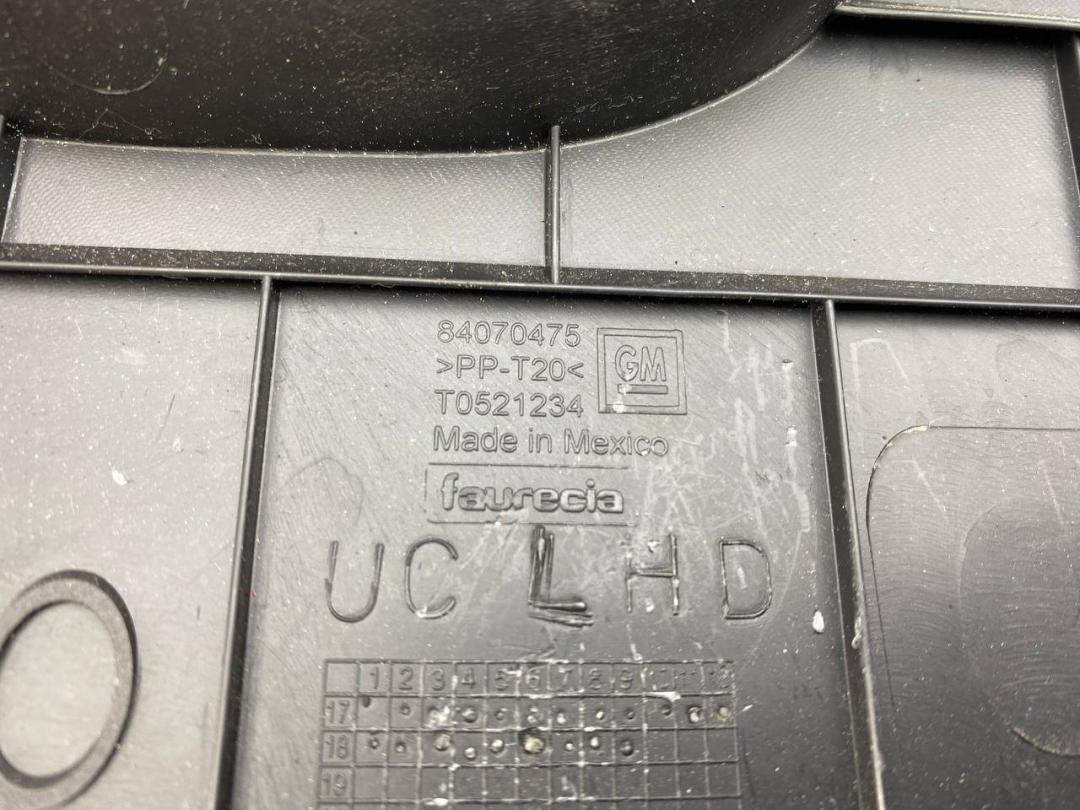 84070475
>PP-T20<
T0521234
GM
Made in Mexico
faurecia
UC LHD
1 2 3 4 5 6 7 8 9 10 11 12
17
18
19